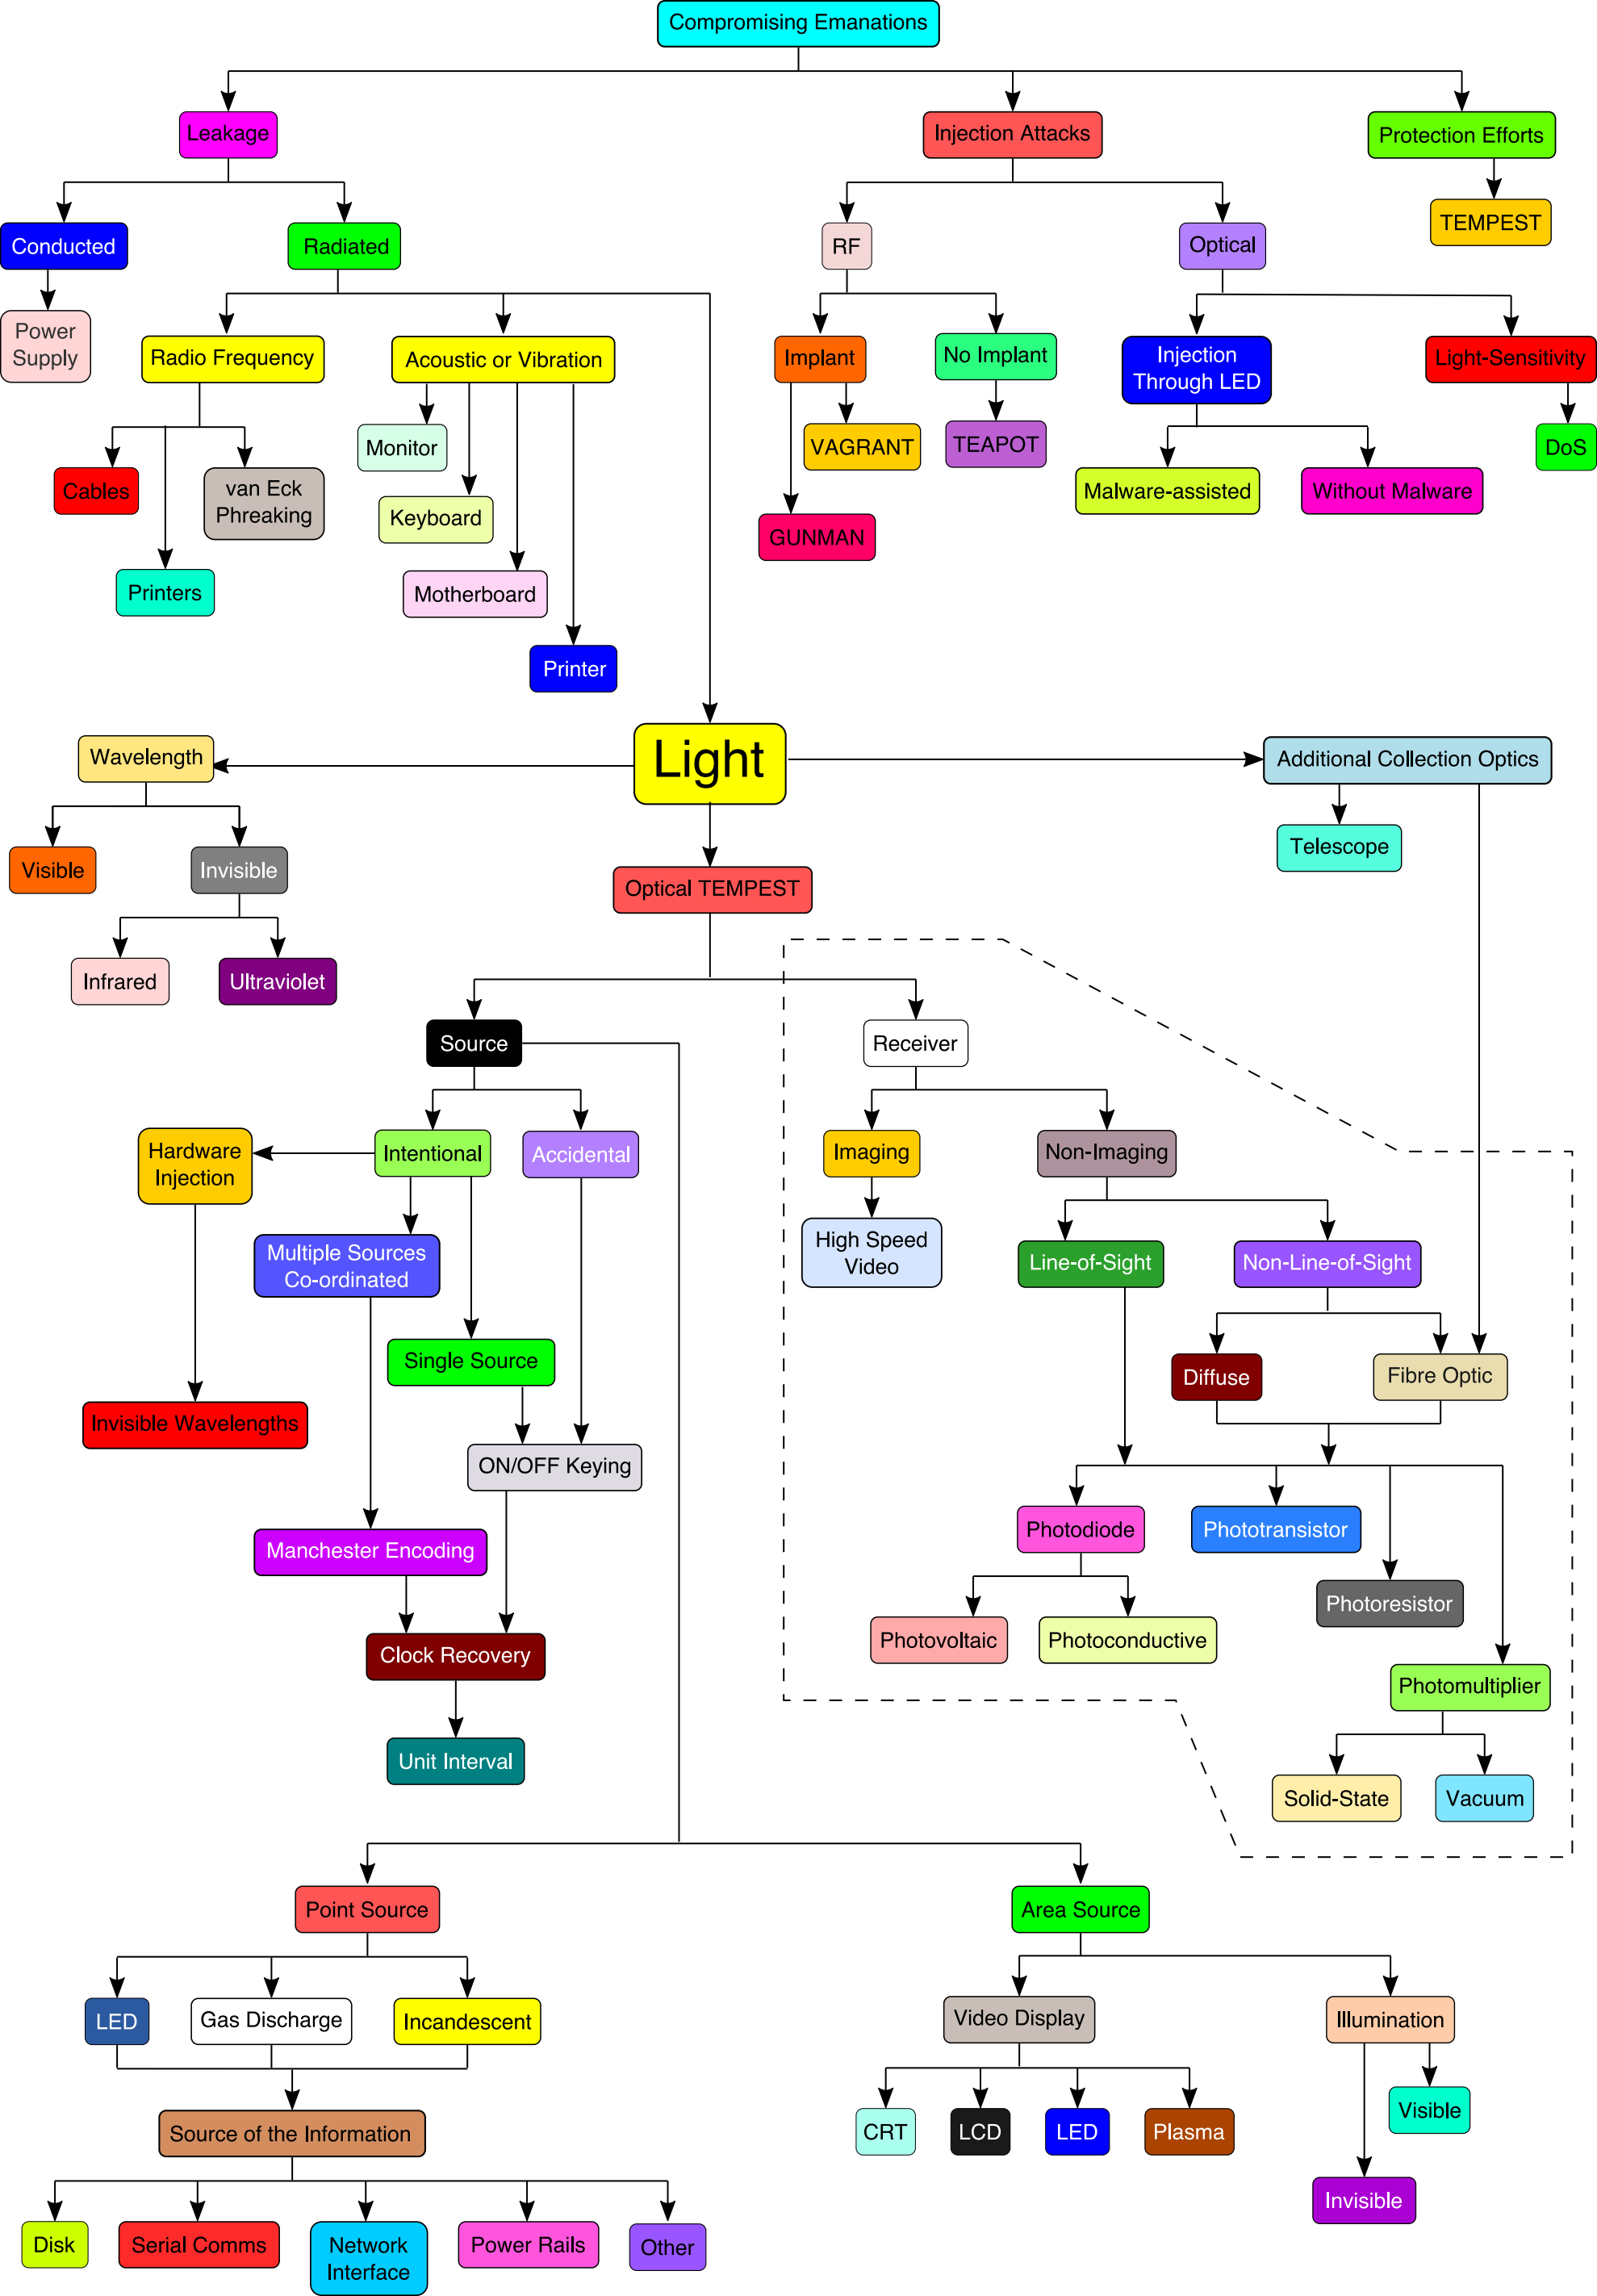 Compromising Emanations
Leakage
Injection Attacks
Protection Efforts
Conducted
Radiated
RF
Optical
TEMPEST
Power
Supply
Radio Frequency
Acoustic or Vibration
Implant
No Implant
Injection
Through LED
Light-Sensitivity
Monitor
VAGRANT
TEAPOT
DoS
Cables
van Eck
Phreaking
Keyboard
Malware-assisted
Without Malware
GUNMAN
Printers
Motherboard
Printer
Wavelength
Light
Additional Collection Optics
Visible
Invisible
Telescope
Optical TEMPEST
Infrared
Ultraviolet
Source
Receiver
Hardware
Injection
Intentional
Accidental
Imaging
Non-Imaging
Multiple Sources
Co-ordinated
High Speed
Video
Line-of-Sight
Non-Line-of-Sight
Single Source
Diffuse
Fibre Optic
Invisible Wavelengths
ON/OFF Keying
Manchester Encoding
Photodiode
Phototransistor
Photoresistor
Clock Recovery
Photovoltaic
Photoconductive
Photomultiplier
Unit Interval
Solid-State
Vacuum
Point Source
Area Source
LED
Gas Discharge
Incandescent
Video Display
Illumination
Source of the Information
CRT
LCD
LED
Plasma
Visible
Invisible
Disk
Serial Comms
Network
Interface
Power Rails
Other